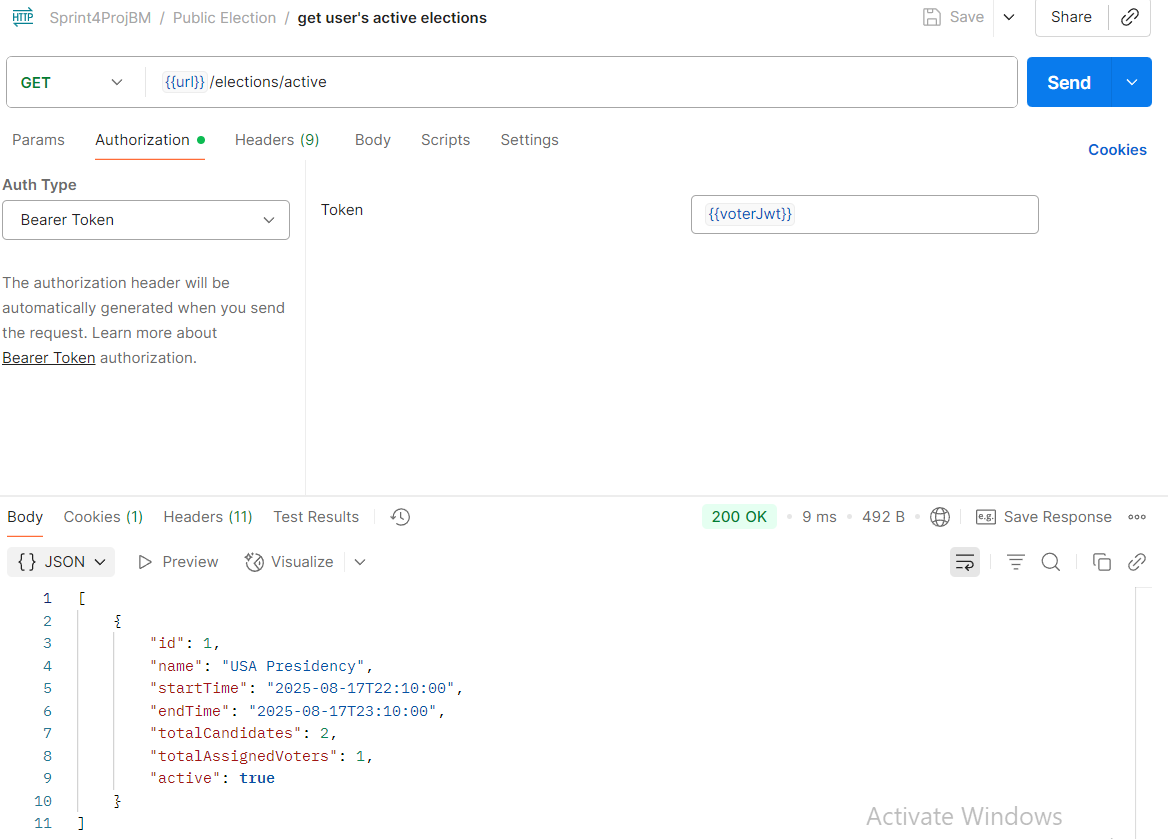 HTTP Sprint4ProjBM / Public Election / get user's active elections Save Share
GET {{url}} /elections/active Send
Params Authorization Headers (9) Body Scripts Settings Cookies
Auth Type
Bearer Token
Token {{voterJwt}}
The authorization header will be
automatically generated when you send
the request. Learn more about
Bearer Token authorization.
Body Cookies (1) Headers (11) Test Results 200 OK • 9 ms • 492 B • e.g. Save Response
{} JSON Preview Visualize
1 [
2 {
3 "id": 1,
4 "name": "USA Presidency",
5 "startTime": "2025-08-17T22:10:00",
6 "endTime": "2025-08-17T23:10:00",
7 "totalCandidates": 2,
8 "totalAssignedVoters": 1,
9 "active": true
10 }
11 ]
Activate Windows